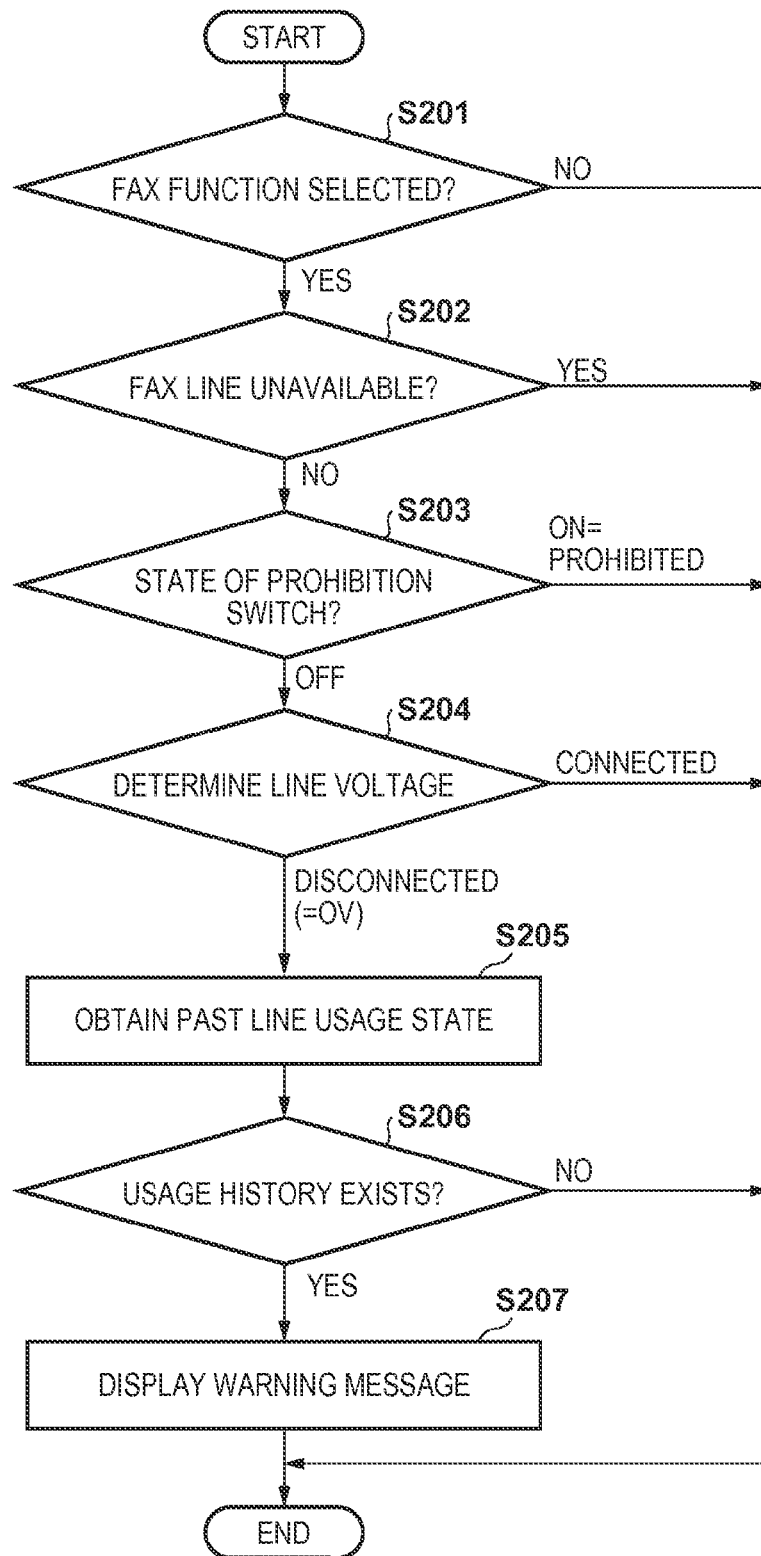 START
S201
FAX FUNCTION SELECTED?
NO
YES
S202
FAX LINE UNAVAILABLE?
YES
NO
S203
STATE OF PROHIBITION
SWITCH?
ON=
PROHIBITED
OFF
S204
DETERMINE LINE VOLTAGE
CONNECTED
DISCONNECTED
(=0V)
S205
OBTAIN PAST LINE USAGE STATE
S206
USAGE HISTORY EXISTS?
NO
YES
S207
DISPLAY WARNING MESSAGE
END